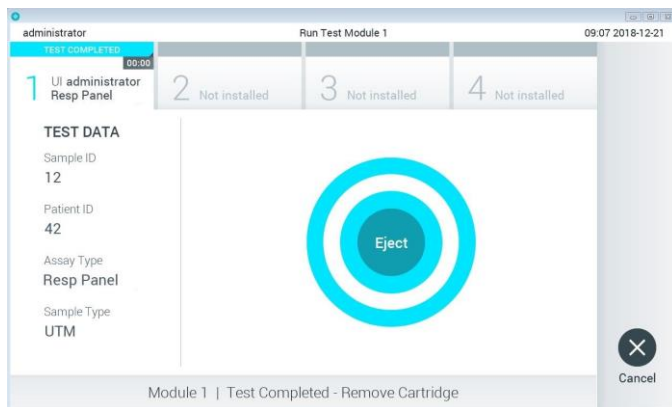 administrator
Run Test Module 1
09:07 2018-12-21
TEST COMPLETED
00:00
1
UI administrator
Resp Panel
2 Not installed
3 Not installed
4 Not installed
TEST DATA
Sample ID
12
Patient ID
42
Assay Type
Resp Panel
Sample Type
UTM
Eject
Cancel
Module 1 | Test Completed - Remove Cartridge